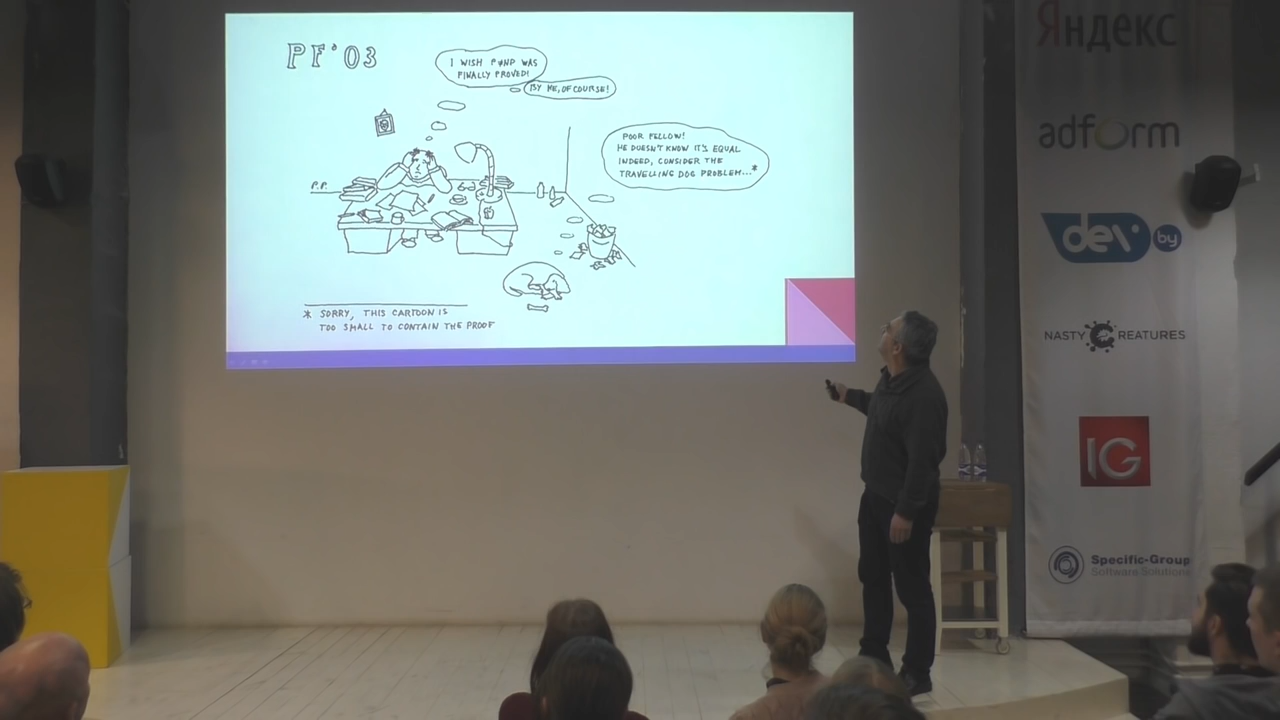 PF'03
I WISH P≠NP WAS
FINALLY PROVED!
BY ME, OF COURSE!
POOR FELLOW!
HE DOESN'T KNOW IT'S EQUAL
INDEED, CONSIDER THE
TRAVELLING DOG PROBLEM...*
P.P.
* SORRY, THIS CARTOON IS
TOO SMALL TO CONTAIN THE PROOF
Яндекс
adform
dev by
NASTY CREATURES
IG
Specific-Group
Software-Solutions